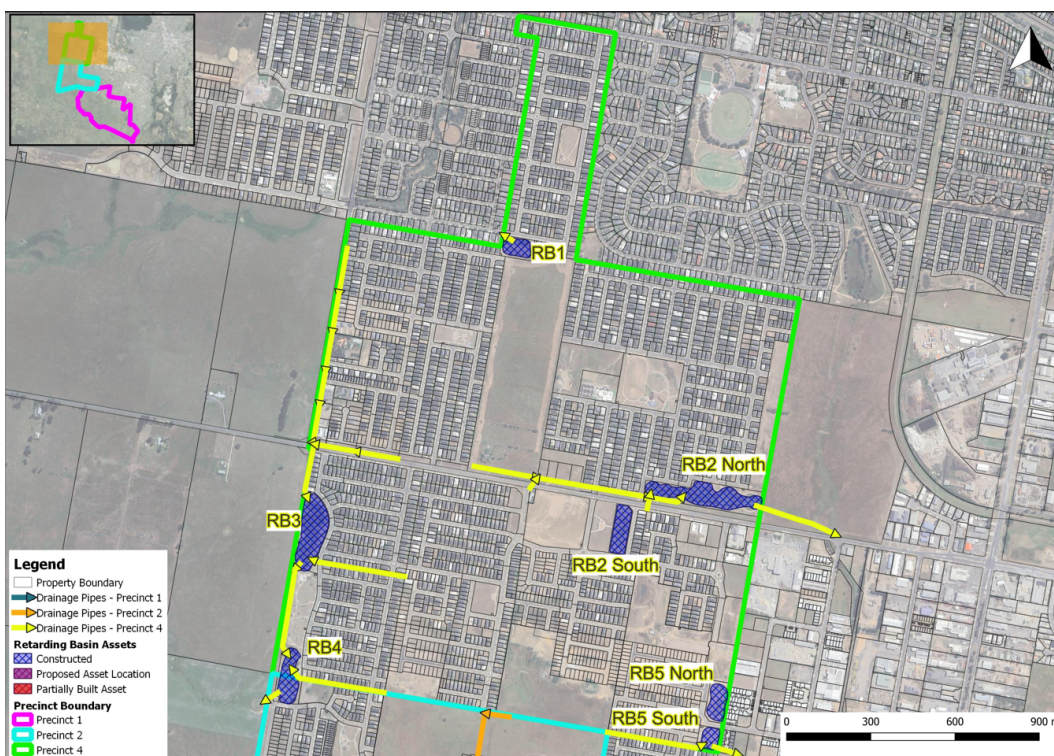 RB1
RB2 North
RB3
RB2 South
RB4
RB5 North
RB5 South
Legend
Property Boundary
Drainage Pipes - Precinct 1
Drainage Pipes - Precinct 2
Drainage Pipes - Precinct 4
Retarding Basin Assets
Constructed
Proposed Asset Location
Partially Built Asset
Precinct Boundary
Precinct 1
Precinct 2
Precinct 4
0 300 600 900 m